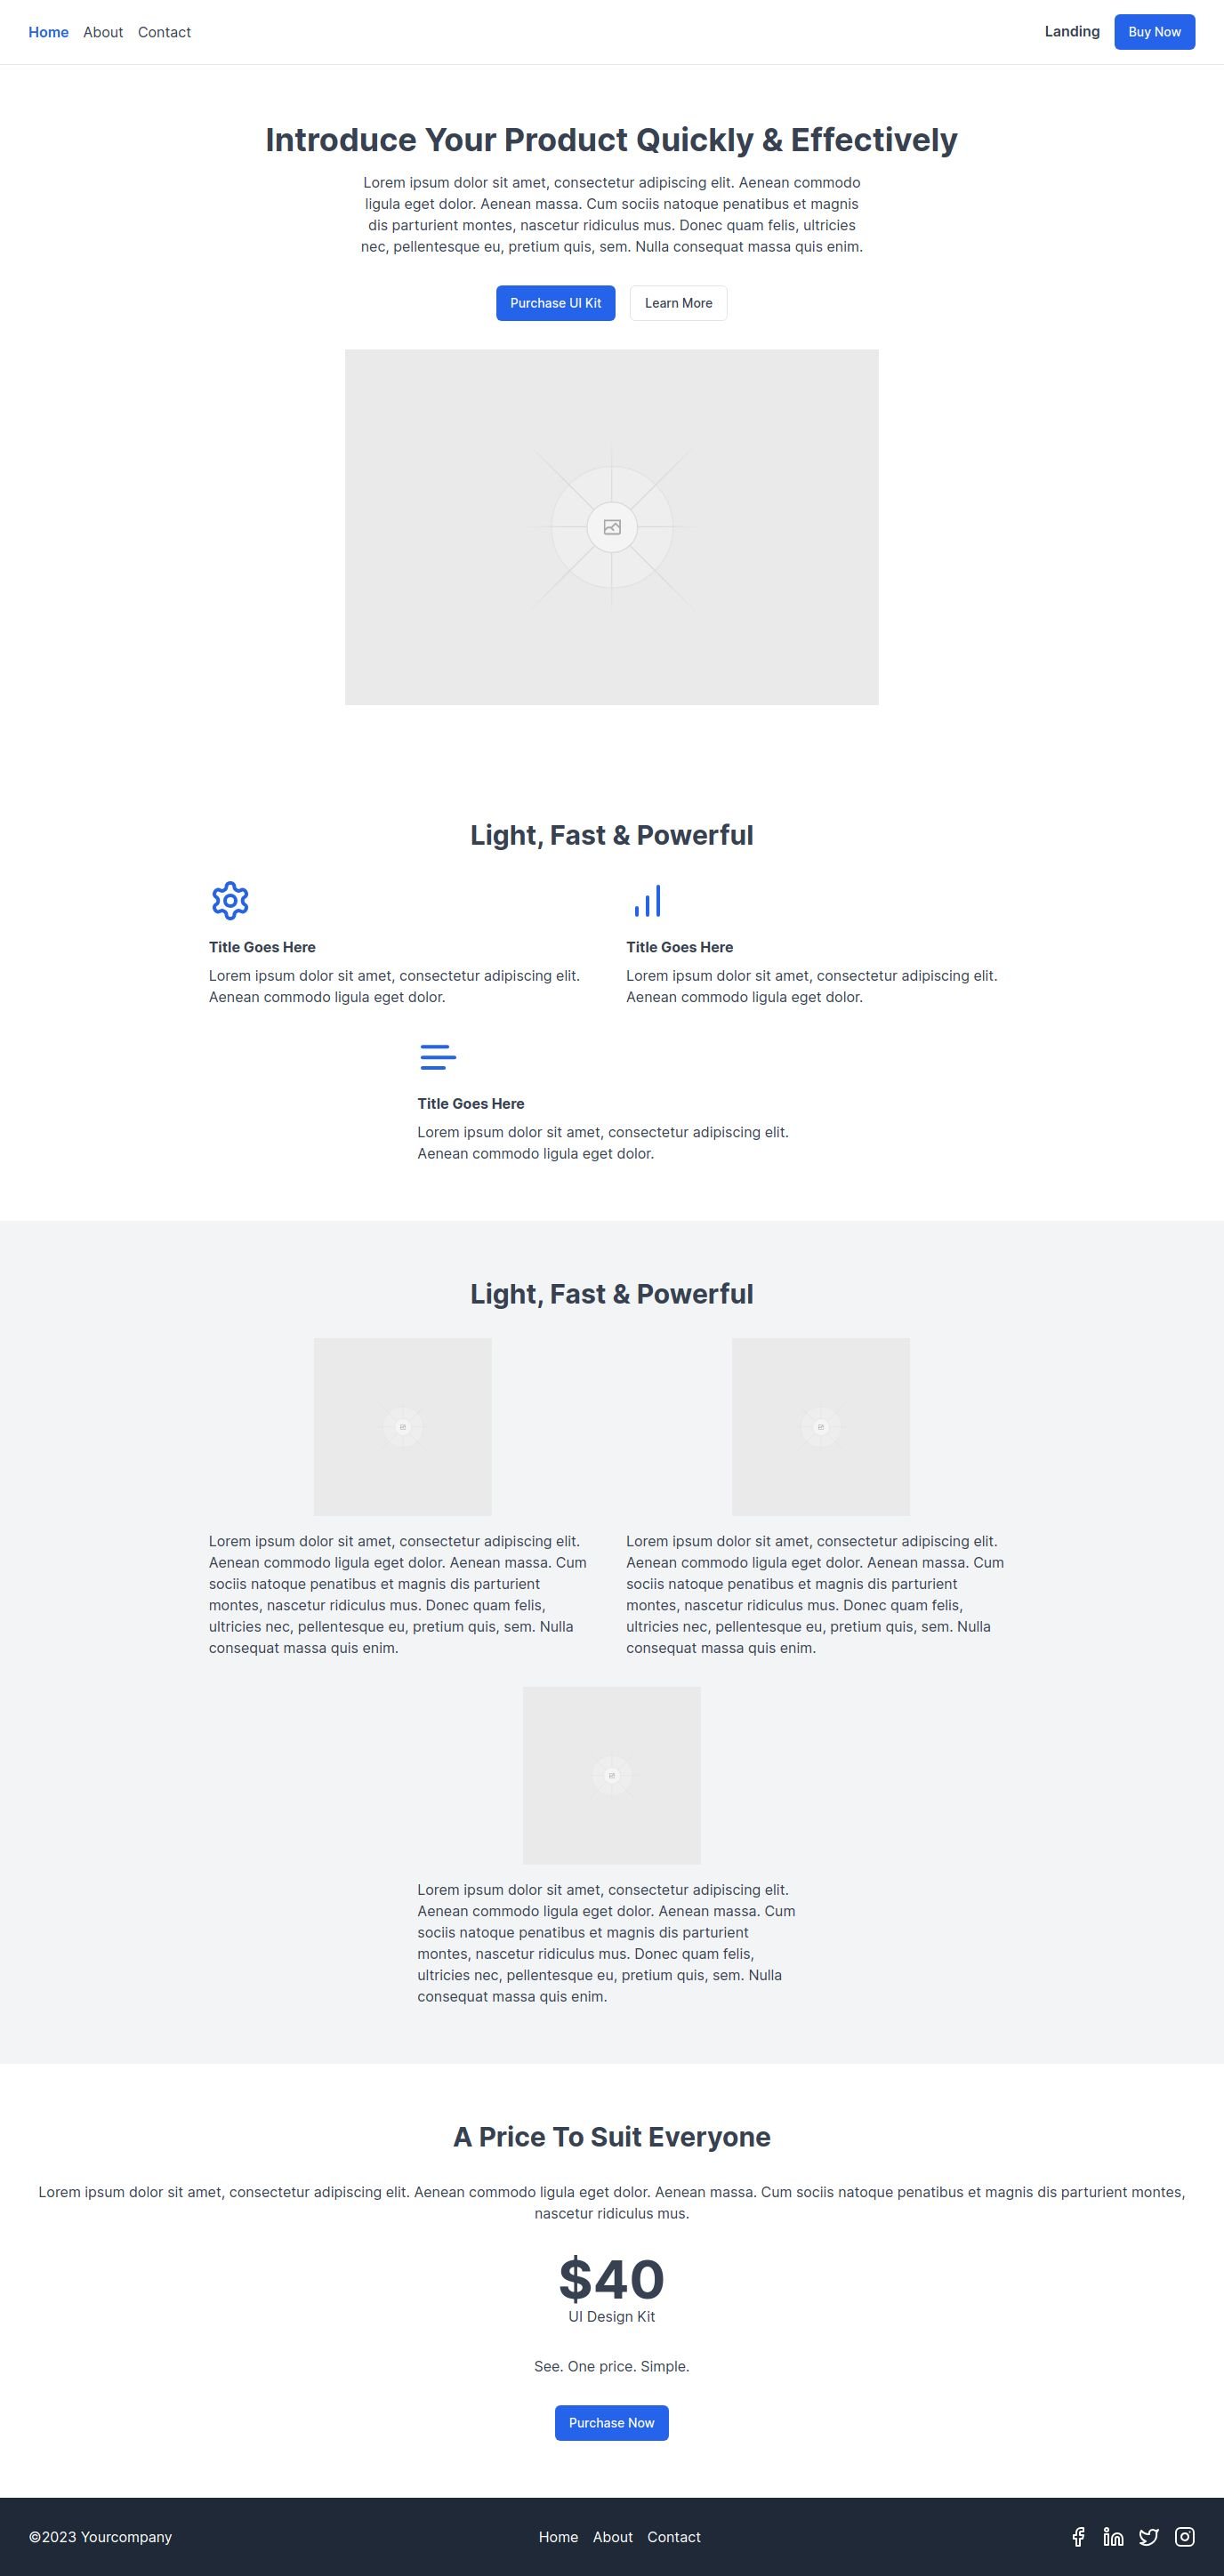 Home About Contact Landing Buy Now
Introduce Your Product Quickly & Effectively
Lorem ipsum dolor sit amet, consectetur adipiscing elit. Aenean commodo
ligula eget dolor. Aenean massa. Cum sociis natoque penatibus et magnis
dis parturient montes, nascetur ridiculus mus. Donec quam felis, ultricies
nec, pellentesque eu, pretium quis, sem. Nulla consequat massa quis enim.
Purchase UI Kit Learn More
Light, Fast & Powerful
Title Goes Here
Lorem ipsum dolor sit amet, consectetur adipiscing elit.
Aenean commodo ligula eget dolor.
Title Goes Here
Lorem ipsum dolor sit amet, consectetur adipiscing elit.
Aenean commodo ligula eget dolor.
Title Goes Here
Lorem ipsum dolor sit amet, consectetur adipiscing elit.
Aenean commodo ligula eget dolor.
Light, Fast & Powerful
Lorem ipsum dolor sit amet, consectetur adipiscing elit.
Aenean commodo ligula eget dolor. Aenean massa. Cum
sociis natoque penatibus et magnis dis parturient
montes, nascetur ridiculus mus. Donec quam felis,
ultricies nec, pellentesque eu, pretium quis, sem. Nulla
consequat massa quis enim.
Lorem ipsum dolor sit amet, consectetur adipiscing elit.
Aenean commodo ligula eget dolor. Aenean massa. Cum
sociis natoque penatibus et magnis dis parturient
montes, nascetur ridiculus mus. Donec quam felis,
ultricies nec, pellentesque eu, pretium quis, sem. Nulla
consequat massa quis enim.
Lorem ipsum dolor sit amet, consectetur adipiscing elit.
Aenean commodo ligula eget dolor. Aenean massa. Cum
sociis natoque penatibus et magnis dis parturient
montes, nascetur ridiculus mus. Donec quam felis,
ultricies nec, pellentesque eu, pretium quis, sem. Nulla
consequat massa quis enim.
A Price To Suit Everyone
Lorem ipsum dolor sit amet, consectetur adipiscing elit. Aenean commodo ligula eget dolor. Aenean massa. Cum sociis natoque penatibus et magnis dis parturient montes,
nascetur ridiculus mus.
$40
UI Design Kit
See. One price. Simple.
Purchase Now
©2023 Yourcompany Home About Contact